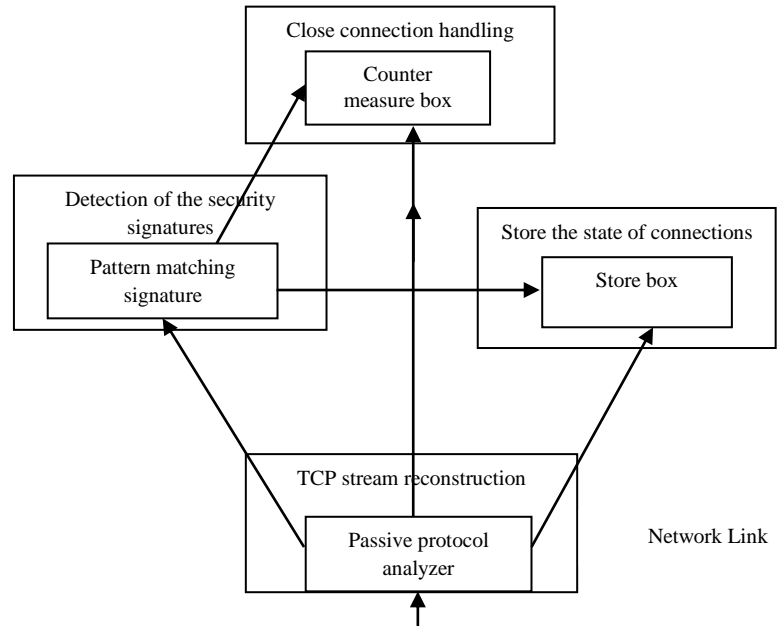 Close connection handling
Counter
measure box
Detection of the security
signatures
Pattern matching
signature
Store the state of connections
Store box
TCP stream reconstruction
Passive protocol
analyzer
Network Link